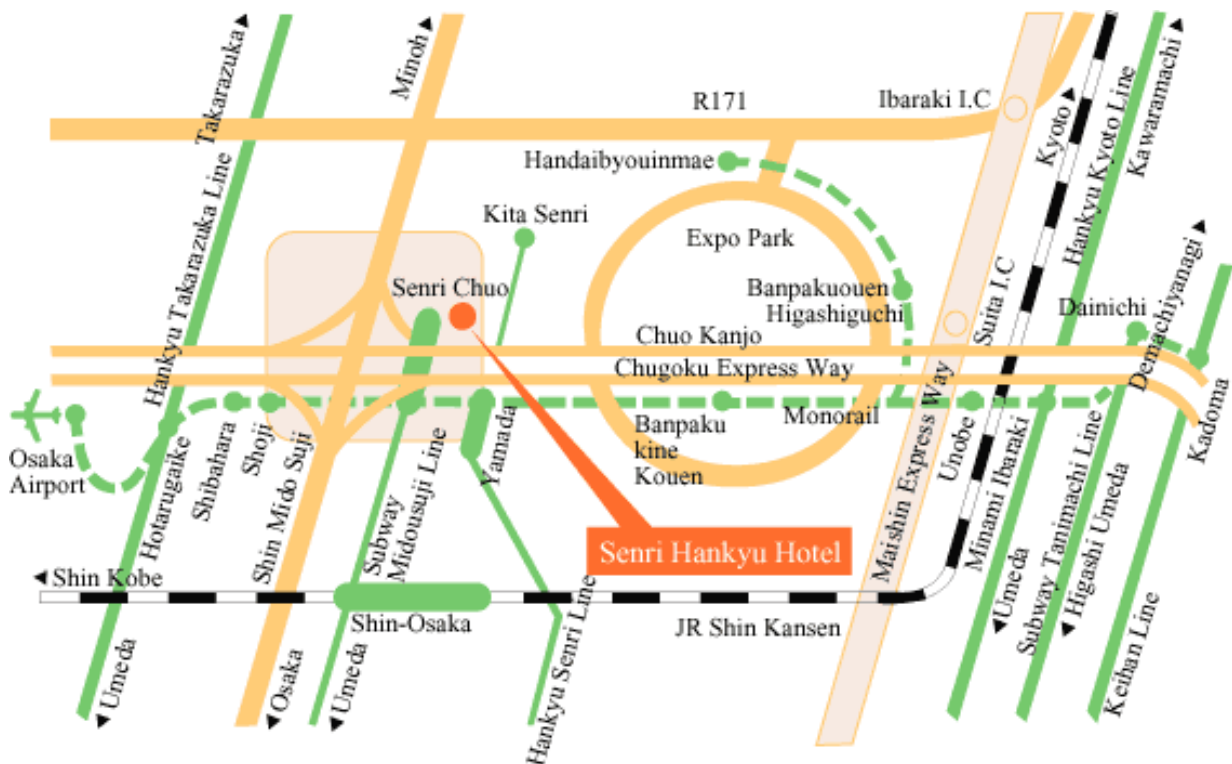 Takarazuka
Minoh
R171
Ibaraki I.C
Kyoto
Hankyu Kyoto Line
Kawaramachi
Handaibyouinmae
Kita Senri
Expo Park
Hankyu Takarazuka Line
Senri Chuo
Banpakuouen
Higashiguchi
Suita I.C
Dainichi
Demachiyanagi
Chuo Kanjo
Chugoku Express Way
Osaka
Airport
Hotarugaike
Shibahara
Shoji
Shin Mido Suji
Subway
Midousuji Line
Yamada
Banpaku
kine
Kouen
Monorail
Maishin Express Way
Unobe
Minami Ibaraki
Subway Tanimachi Line
Kadoma
Senri Hankyu Hotel
Shin Kobe
Shin-Osaka
JR Shin Kansen
Umeda
Higashi Umeda
Keihan Line
Umeda
Osaka
Umeda
Hankyu Senri Line